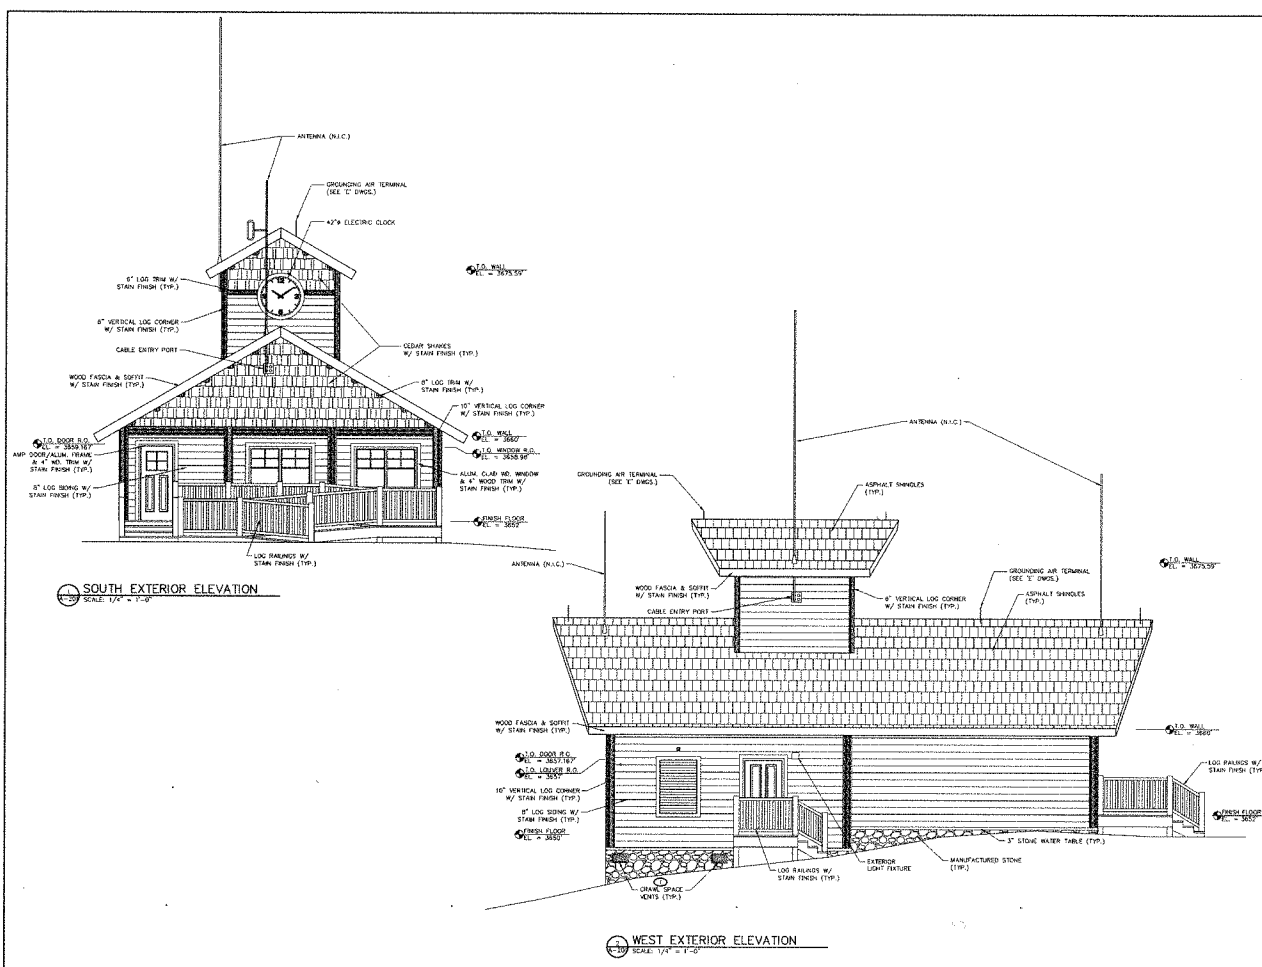 ANTENNA (N.I.C.)
GROUNDING AIR TERMINAL
(SEE 'E' DWGS.)
42"ø ELECTRIC CLOCK
T.O. WALL
EL. = 3675.59'
6" LOG TRIM W/
STAIN FINISH (TYP.)
8" VERTICAL LOG CORNER
W/ STAIN FINISH (TYP.)
CABLE ENTRY PORT
CEDAR SHAKES
W/ STAIN FINISH (TYP.)
WOOD FASCIA & SOFFIT
W/ STAIN FINISH (TYP.)
8" LOG TRIM W/
STAIN FINISH (TYP.)
10" VERTICAL LOG CORNER
W/ STAIN FINISH (TYP.)
T.O. DOOR R.O.
EL. = 3659.167'
T.O. WALL
EL. = 3660'
AMP DOOR/ALUM. FRAME
& 4" WD. TRIM W/
STAIN FINISH (TYP.)
T.O. WINDOW R.O.
EL. = 3658.98'
8" LOG SIDING W/
STAIN FINISH (TYP.)
ALUM. CLAD WD. WINDOW
& 4" WOOD TRIM W/
STAIN FINISH (TYP.)
FINISH FLOOR
EL. = 3652'
LOG RAILINGS W/
STAIN FINISH (TYP.)
1
A-201
SOUTH EXTERIOR ELEVATION
SCALE: 1/4" = 1'-0"
ANTENNA (N.I.C.)
GROUNDING AIR TERMINAL
(SEE 'E' DWGS.)
ASPHALT SHINGLES
(TYP.)
ANTENNA (N.I.C.)
T.O. WALL
EL. = 3675.59'
WOOD FASCIA & SOFFIT
W/ STAIN FINISH (TYP.)
CABLE ENTRY PORT
8" VERTICAL LOG CORNER
W/ STAIN FINISH (TYP.)
GROUNDING AIR TERMINAL
(SEE 'E' DWGS.)
ASPHALT SHINGLES
(TYP.)
WOOD FASCIA & SOFFIT
W/ STAIN FINISH (TYP.)
T.O. WALL
EL. = 3660'
T.O. DOOR R.O.
EL. = 3657.167'
T.O. LOUVER R.O.
EL. = 3657'
10" VERTICAL LOG CORNER
W/ STAIN FINISH (TYP.)
8" LOG SIDING W/
STAIN FINISH (TYP.)
FINISH FLOOR
EL. = 3650'
LOG RAILINGS W/
STAIN FINISH (TYP.)
FINISH FLOOR
EL. = 3652'
3" STONE WATER TABLE (TYP.)
MANUFACTURED STONE
(TYP.)
EXTERIOR
LIGHT FIXTURE
LOG RAILINGS W/
STAIN FINISH (TYP.)
1
CRAWL SPACE
VENTS (TYP.)
2
WEST EXTERIOR ELEVATION
SCALE: 1/4" = 1'-0"